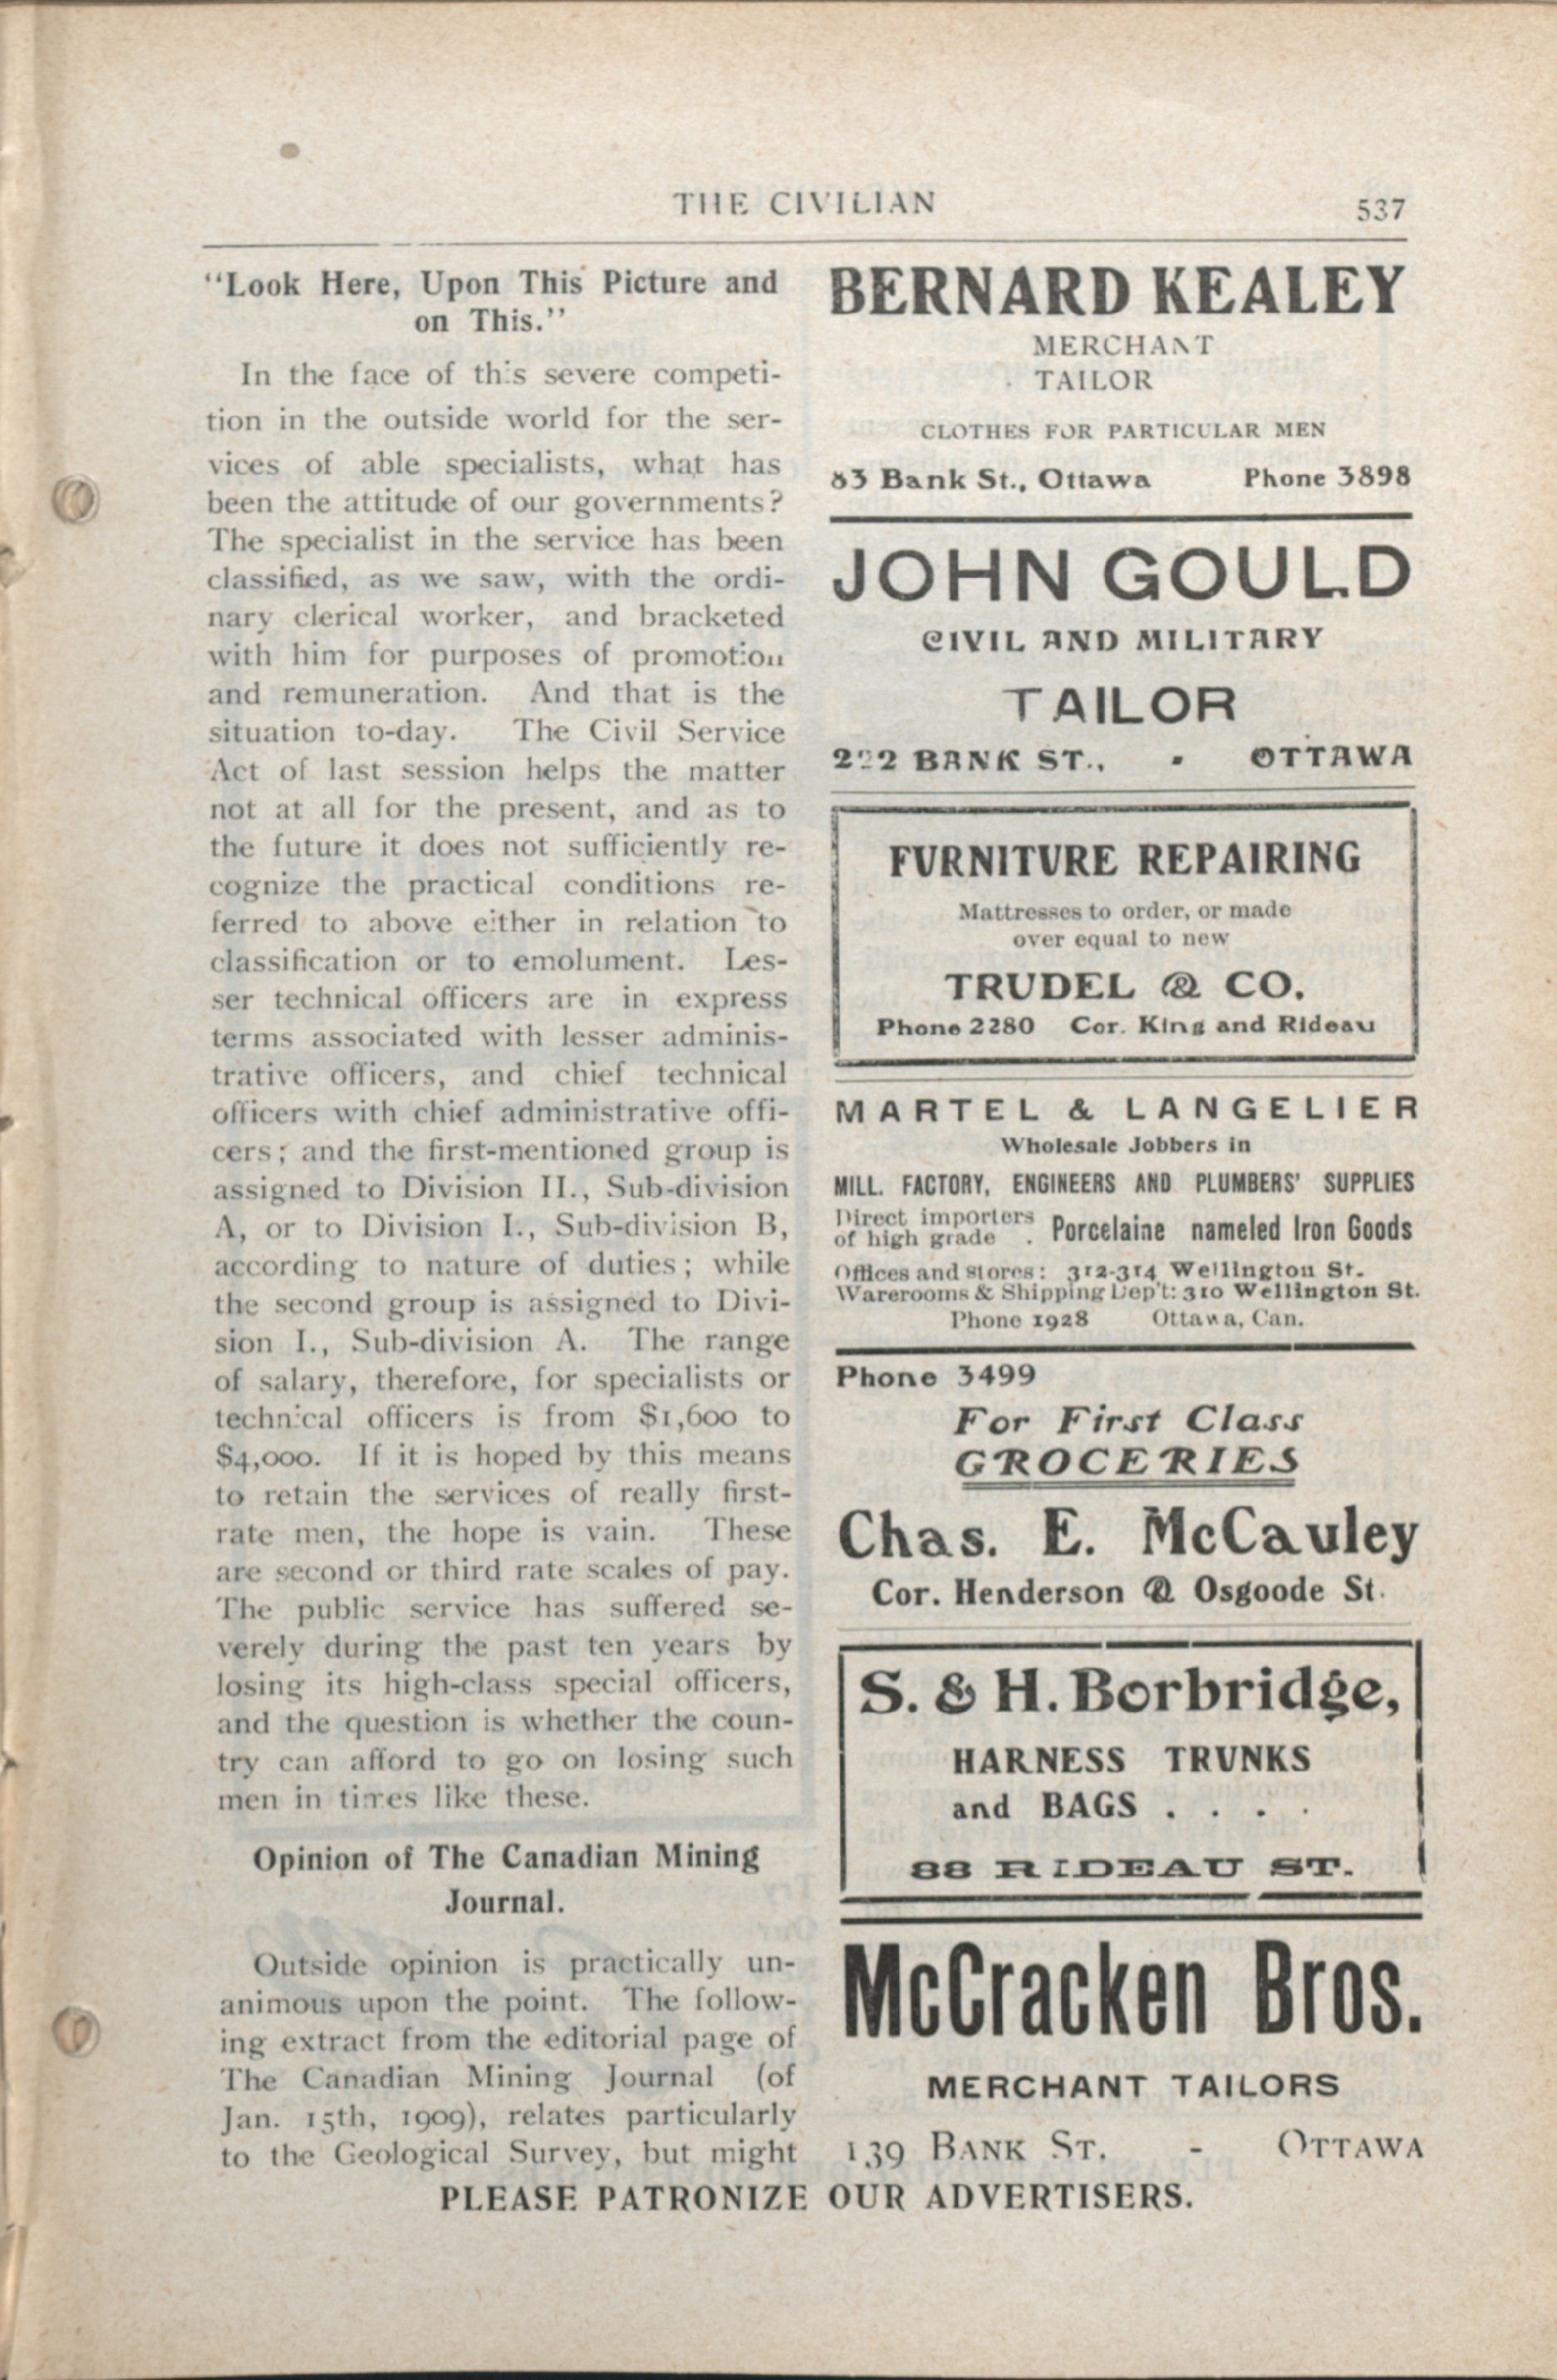 THE CIVILIAN
537
"Look Here, Upon This Picture and
on This."
In the face of this severe competi-
tion in the outside world for the ser-
vices of able specialists, what has
been the attitude of our governments?
The specialist in the service has been
classified, as we saw, with the ordi-
nary clerical worker, and bracketed
with him for purposes of promotion
and remuneration. And that is the
situation to-day. The Civil Service
Act of last session helps the matter
not at all for the present, and as to
the future it does not sufficiently re-
cognize the practical conditions re-
ferred to above either in relation to
classification or to emolument. Les-
ser technical officers are in express
terms associated with lesser adminis-
trative officers, and chief technical
officers with chief administrative offi-
cers; and the first-mentioned group is
assigned to Division II., Sub-division
A, or to Division I., Sub-division B,
according to nature of duties; while
the second group is assigned to Divi-
sion I., Sub-division A. The range
of salary, therefore, for specialists or
technical officers is from $1,600 to
$4,000. If it is hoped by this means
to retain the services of really first-
rate men, the hope is vain. These
are second or third rate scales of pay.
The public service has suffered se-
verely during the past ten years by
losing its high-class special officers,
and the question is whether the coun-
try can afford to go on losing such
men in times like these.
Opinion of The Canadian Mining
Journal.
Outside opinion is practically un-
animous upon the point. The follow-
ing extract from the editorial page of
The Canadian Mining Journal (of
Jan. 15th, 1909), relates particularly
to the Geological Survey, but might
BERNARD KEALEY
MERCHANT
TAILOR
CLOTHES FOR PARTICULAR MEN
83 Bank St., Ottawa Phone 3898
JOHN GOULD
CIVIL AND MILITARY
TAILOR
222 BANK ST., - OTTAWA
FURNITURE REPAIRING
Mattresses to order, or made
over equal to new
TRUDEL & CO.
Phone 2280 Cor. King and Rideau
MARTEL & LANGELIER
Wholesale Jobbers in
MILL. FACTORY, ENGINEERS AND PLUMBERS' SUPPLIES
Direct importers
of high grade . Porcelaine nameled Iron Goods
Offices and stores: 312-314 Wellington St.
Warerooms & Shipping Dep't: 310 Wellington St.
Phone 1928 Ottawa, Can.
Phone 3499
For First Class
GROCERIES
Chas. E. McCauley
Cor. Henderson & Osgoode St.
S. & H. Borbridge,
HARNESS TRUNKS
and BAGS . . . .
88 RIDEAU ST.
McCracken Bros.
MERCHANT TAILORS
139 BANK ST. - OTTAWA
PLEASE PATRONIZE OUR ADVERTISERS.